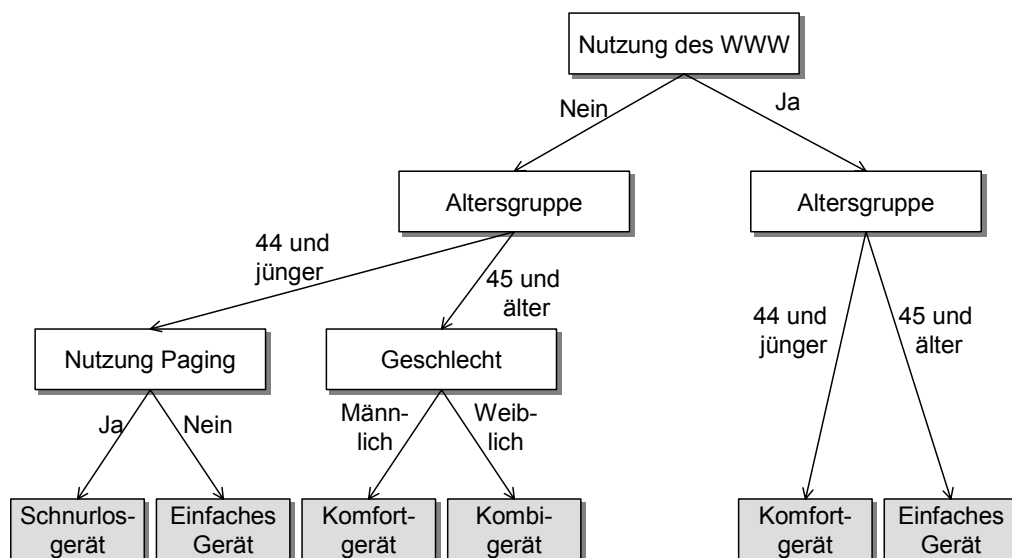 Nutzung des WWW
Nein
Ja
Altersgruppe
Altersgruppe
44 und
jünger
45 und
älter
44 und
jünger
45 und
älter
Nutzung Paging
Geschlecht
Ja
Nein
Männ-
lich
Weib-
lich
Schnurlos-
gerät
Einfaches
Gerät
Komfort-
gerät
Kombi-
gerät
Komfort-
gerät
Einfaches
Gerät